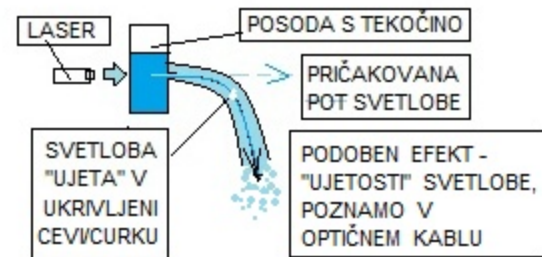 LASER
POSODA S TEKOČINO
PRIČAKOVANA
POT SVETLOBE
SVETLOBA
"UJETA" V
UKRIVLJENI
CEVI/CURKU
PODOBEN EFEKT -
"UJETOSTI" SVETLOBE,
POZNAMO V
OPTIČNEM KABLU